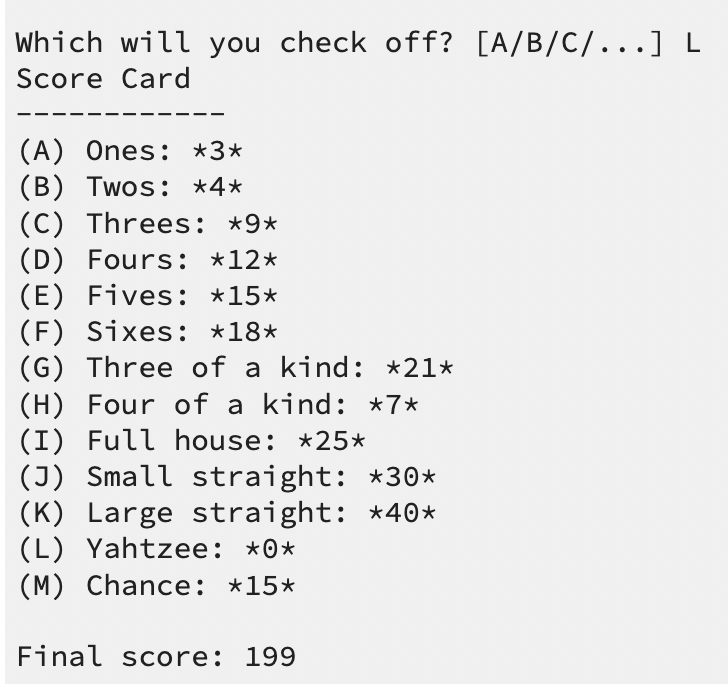 Which will you check off? [A/B/C/...] L
Score Card
------------
(A) Ones: *3*
(B) Twos: *4*
(C) Threes: *9*
(D) Fours: *12*
(E) Fives: *15*
(F) Sixes: *18*
(G) Three of a kind: *21*
(H) Four of a kind: *7*
(I) Full house: *25*
(J) Small straight: *30*
(K) Large straight: *40*
(L) Yahtzee: *0*
(M) Chance: *15*
Final score: 199